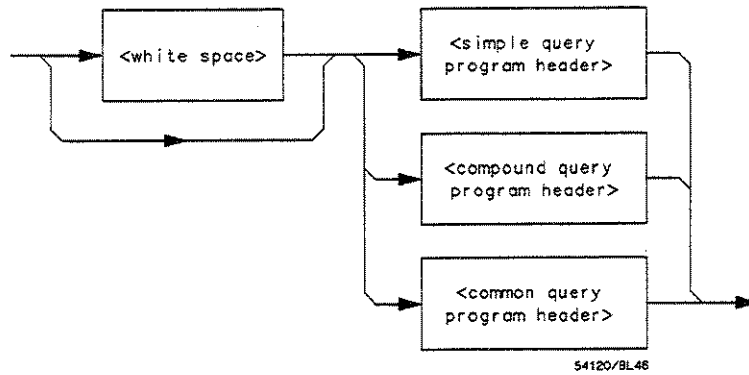 <white space>
<simple query
program header>
<compound query
program header>
<common query
program header>
54120/BL46